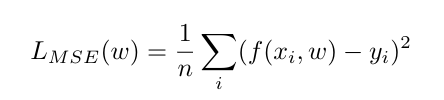 L_{MSE}(w) = \frac{1}{n} \sum_{i} (f(x_i, w) - y_i)^2